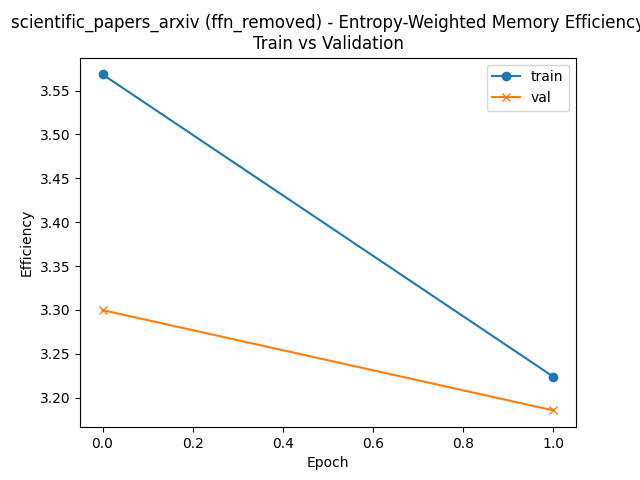 scientific_papers_arxiv (ffn_removed) - Entropy-Weighted Memory Efficiency
Train vs Validation
train
val
3.55
3.50
3.45
3.40
3.35
3.30
3.25
3.20
Efficiency
0.0 0.2 0.4 0.6 0.8 1.0
Epoch